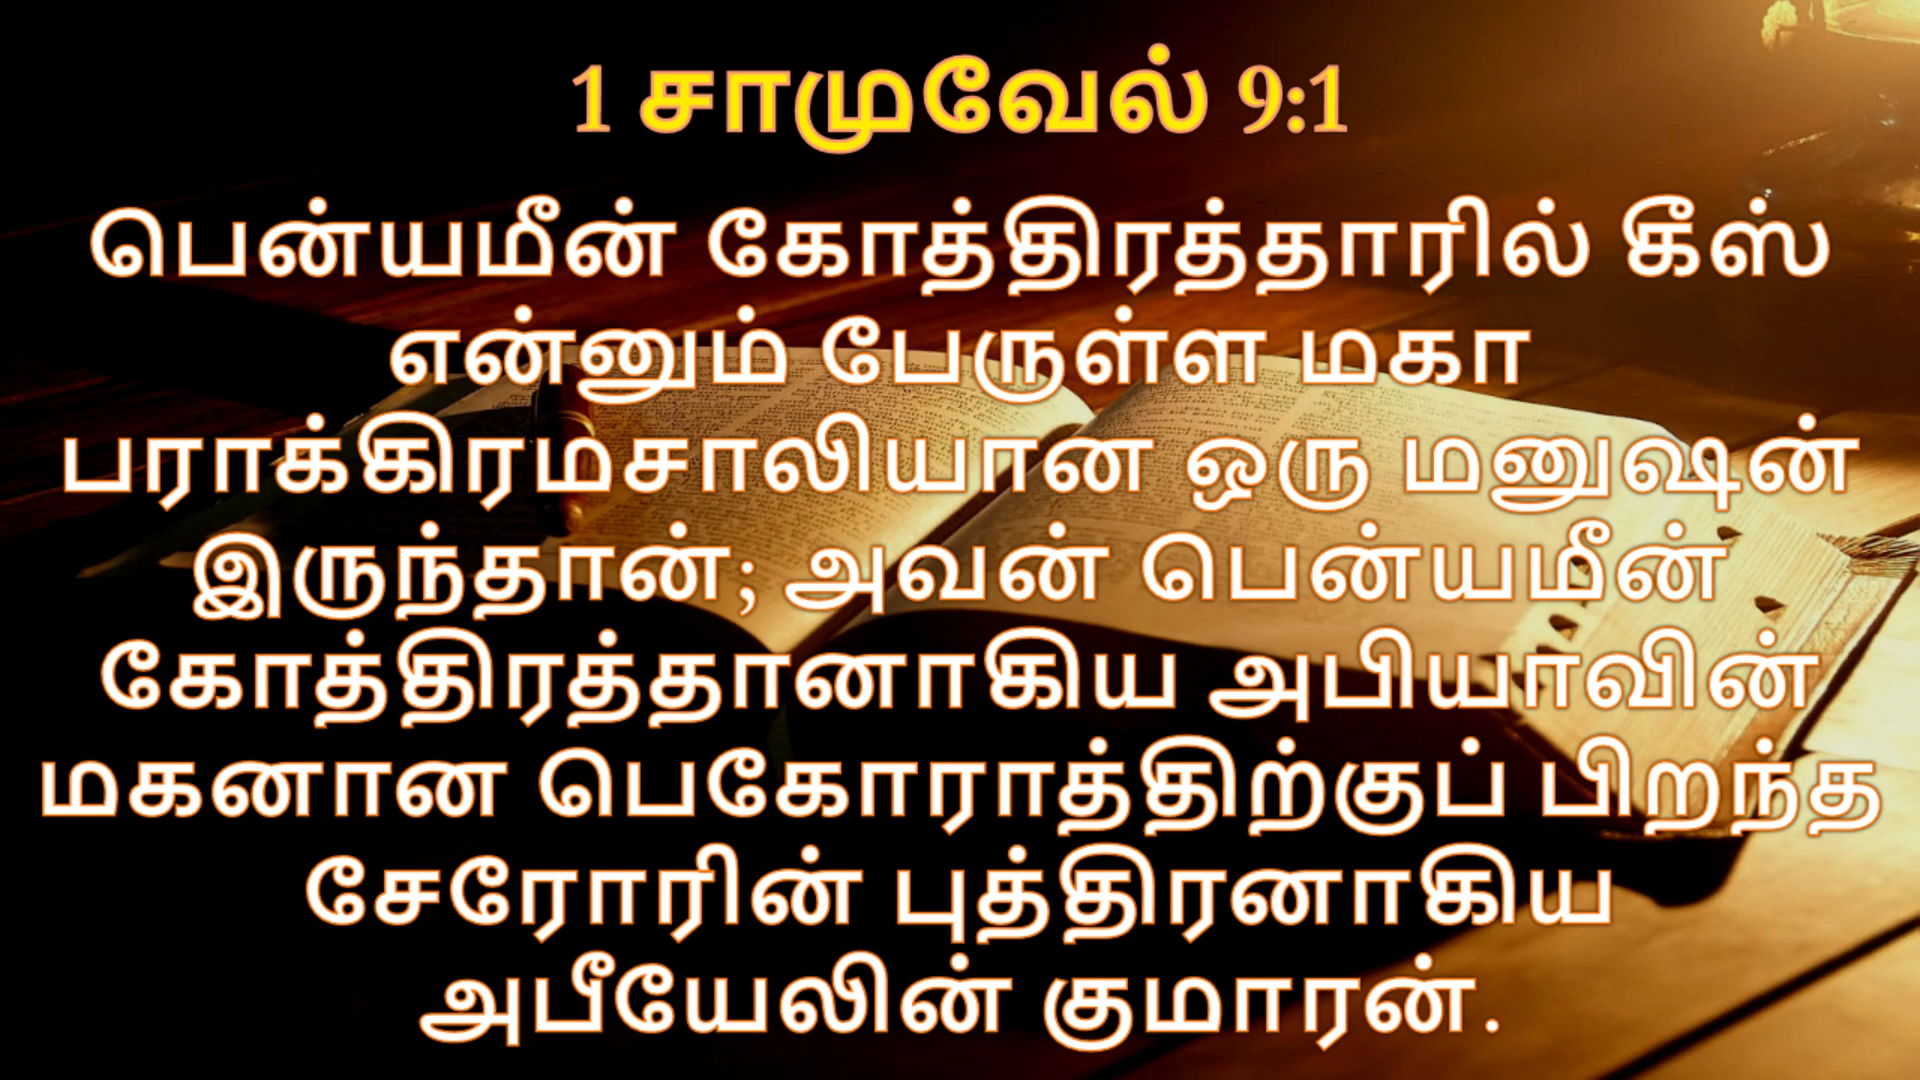 1 சாமுவேல் 9:1
பென்யமீன் கோத்திரத்தாரில் கீஸ்
என்னும் பேருள்ள மகா
பராக்கிரமசாலியான ஒரு மனுஷன்
இருந்தான்; அவன் பென்யமீன்
கோத்திரத்தானாகிய அபியாவின்
மகனான பெகோராத்திற்குப் பிறந்த
சேரோரின் புத்திரனாகிய
அபீயேலின் குமாரன்.